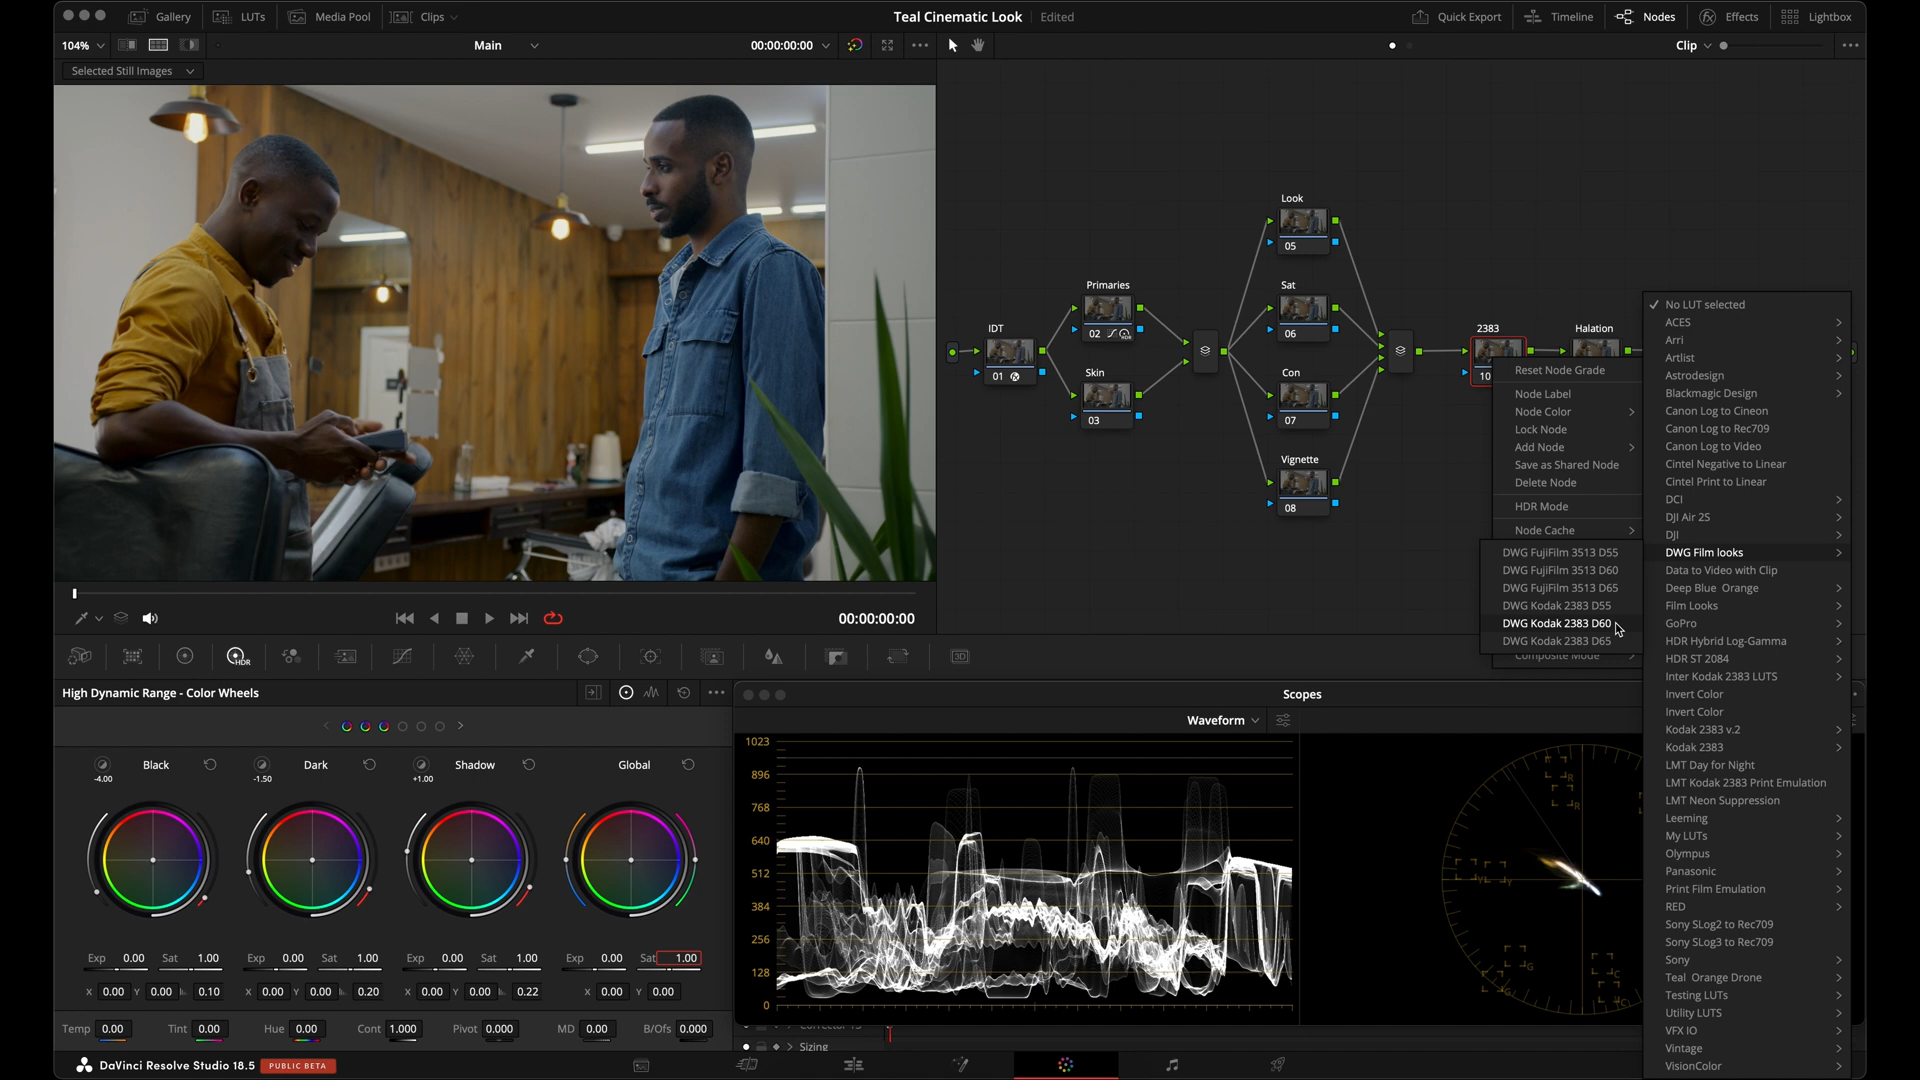 Gallery
LUTs
Media Pool
Clips
Teal Cinematic Look
Edited
Quick Export
Timeline
Nodes
Effects
Lightbox
104%
Main
00:00:00:00
Clip
Selected Still Images
Look
05
Primaries
02
HDR
Sat
06
IDT
01
Skin
03
Con
07
Vignette
08
2383
10
Halation
Reset Node Grade
Node Label
Node Color
Lock Node
Add Node
Save as Shared Node
Delete Node
HDR Mode
Node Cache
DWG FujiFilm 3513 D55
DWG FujiFilm 3513 D60
DWG FujiFilm 3513 D65
DWG Kodak 2383 D55
DWG Kodak 2383 D60
DWG Kodak 2383 D65
Composite Mode
No LUT selected
ACES
Arri
Artlist
Astrodesign
Blackmagic Design
Canon Log to Cineon
Canon Log to Rec709
Canon Log to Video
Cintel Negative to Linear
Cintel Print to Linear
DCI
DJI Air 2S
DJI
DWG Film looks
Data to Video with Clip
Deep Blue Orange
Film Looks
GoPro
HDR Hybrid Log-Gamma
HDR ST 2084
Inter Kodak 2383 LUTS
Invert Color
Invert Color
Kodak 2383 v.2
Kodak 2383
LMT Day for Night
LMT Kodak 2383 Print Emulation
LMT Neon Suppression
Leeming
My LUTs
Olympus
Panasonic
Print Film Emulation
RED
Sony SLog2 to Rec709
Sony SLog3 to Rec709
Sony
Teal Orange Drone
Testing LUTs
Utility LUTS
VFX IO
Vintage
VisionColor
00:00:00:00
HDR
3D
High Dynamic Range - Color Wheels
Black
-4.00
Dark
-1.50
Shadow
+1.00
Global
Exp 0.00 Sat 1.00
Exp 0.00 Sat 1.00
Exp 0.00 Sat 1.00
Exp 0.00 Sat 1.00
X 0.00 Y 0.00 0.10
X 0.00 Y 0.00 0.20
X 0.00 Y 0.00 0.22
X 0.00 Y 0.00
Temp 0.00
Tint 0.00
Hue 0.00
Cont 1.000
Pivot 0.000
MD 0.00
B/Ofs 0.000
Scopes
Waveform
1023
896
768
640
512
384
256
128
0
R
R
Y
Y
G
G
C
C
Sizing
DaVinci Resolve Studio 18.5
PUBLIC BETA